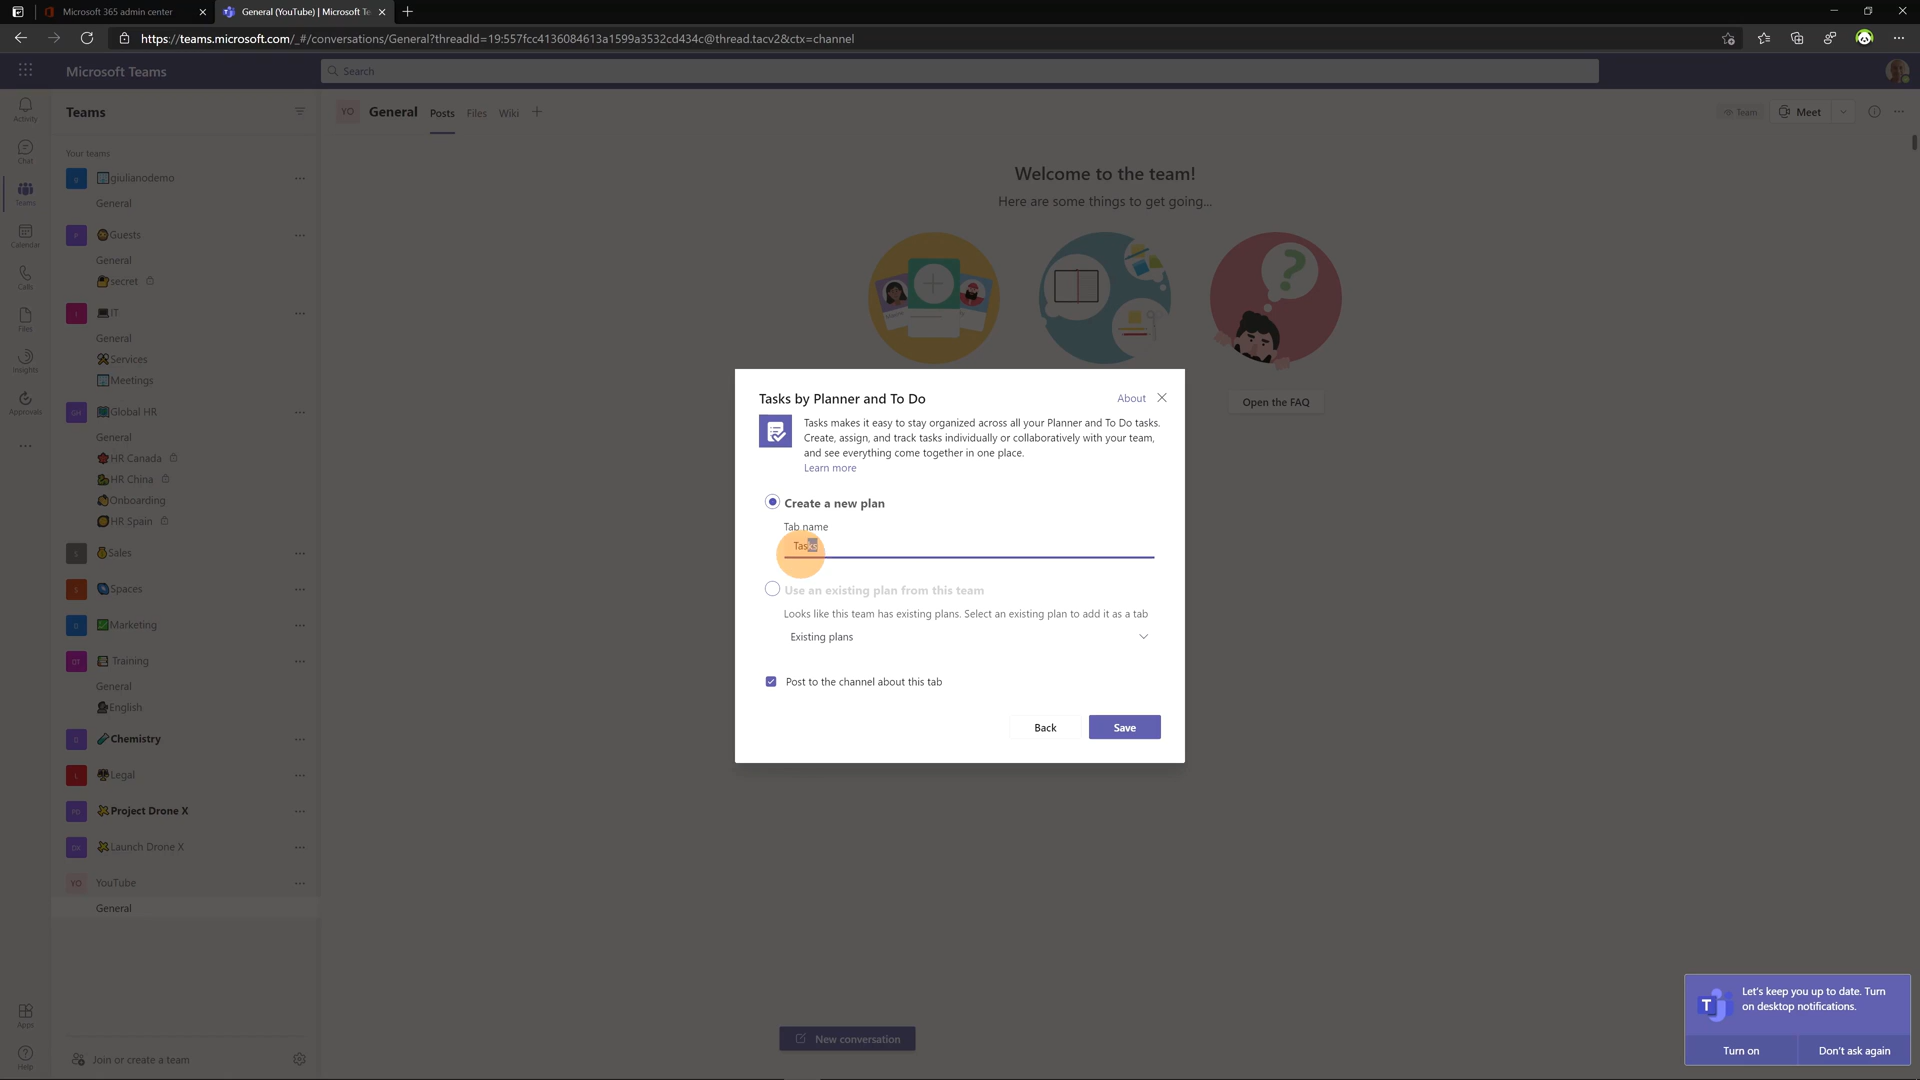 Microsoft 365 admin center
General (YouTube) | Microsoft Te
https://teams.microsoft.com/_#/conversations/General?threadId=19:557fcc4136084613a1599a3532cd434c@thread.tacv2&ctx=channel
Microsoft Teams
Search
Activity
Chat
Teams
Calendar
Calls
Files
Insights
Approvals
Apps
Help
Teams
Your teams
giulianodemo
General
Guests
General
secret
IT
General
Services
Meetings
GH
Global HR
General
HR Canada
HR China
Onboarding
HR Spain
S
Sales
S
Spaces
Marketing
DT
Training
General
English
Chemistry
L
Legal
PD
Project Drone X
DX
Launch Drone X
YO
YouTube
General
Join or create a team
YO
General
Posts
Files
Wiki
Team
Meet
Welcome to the team!
Here are some things to get going...
Open the FAQ
Tasks by Planner and To Do
About
Tasks makes it easy to stay organized across all your Planner and To Do tasks.
Create, assign, and track tasks individually or collaboratively with your team,
and see everything come together in one place.
Learn more
Create a new plan
Tab name
Tasks
Use an existing plan from this team
Looks like this team has existing plans. Select an existing plan to add it as a tab
Existing plans
Post to the channel about this tab
Back
Save
New conversation
T
Let's keep you up to date. Turn
on desktop notifications.
Turn on
Don't ask again